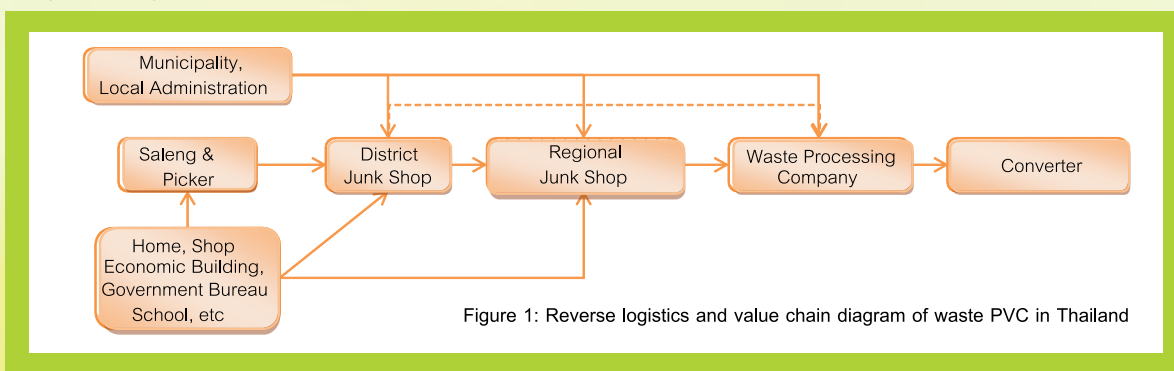 Municipality,
Local Administration
Saleng &
Picker
District
Junk Shop
Regional
Junk Shop
Waste Processing
Company
Converter
Home, Shop
Economic Building,
Government Bureau
School, etc
Figure 1: Reverse logistics and value chain diagram of waste PVC in Thailand